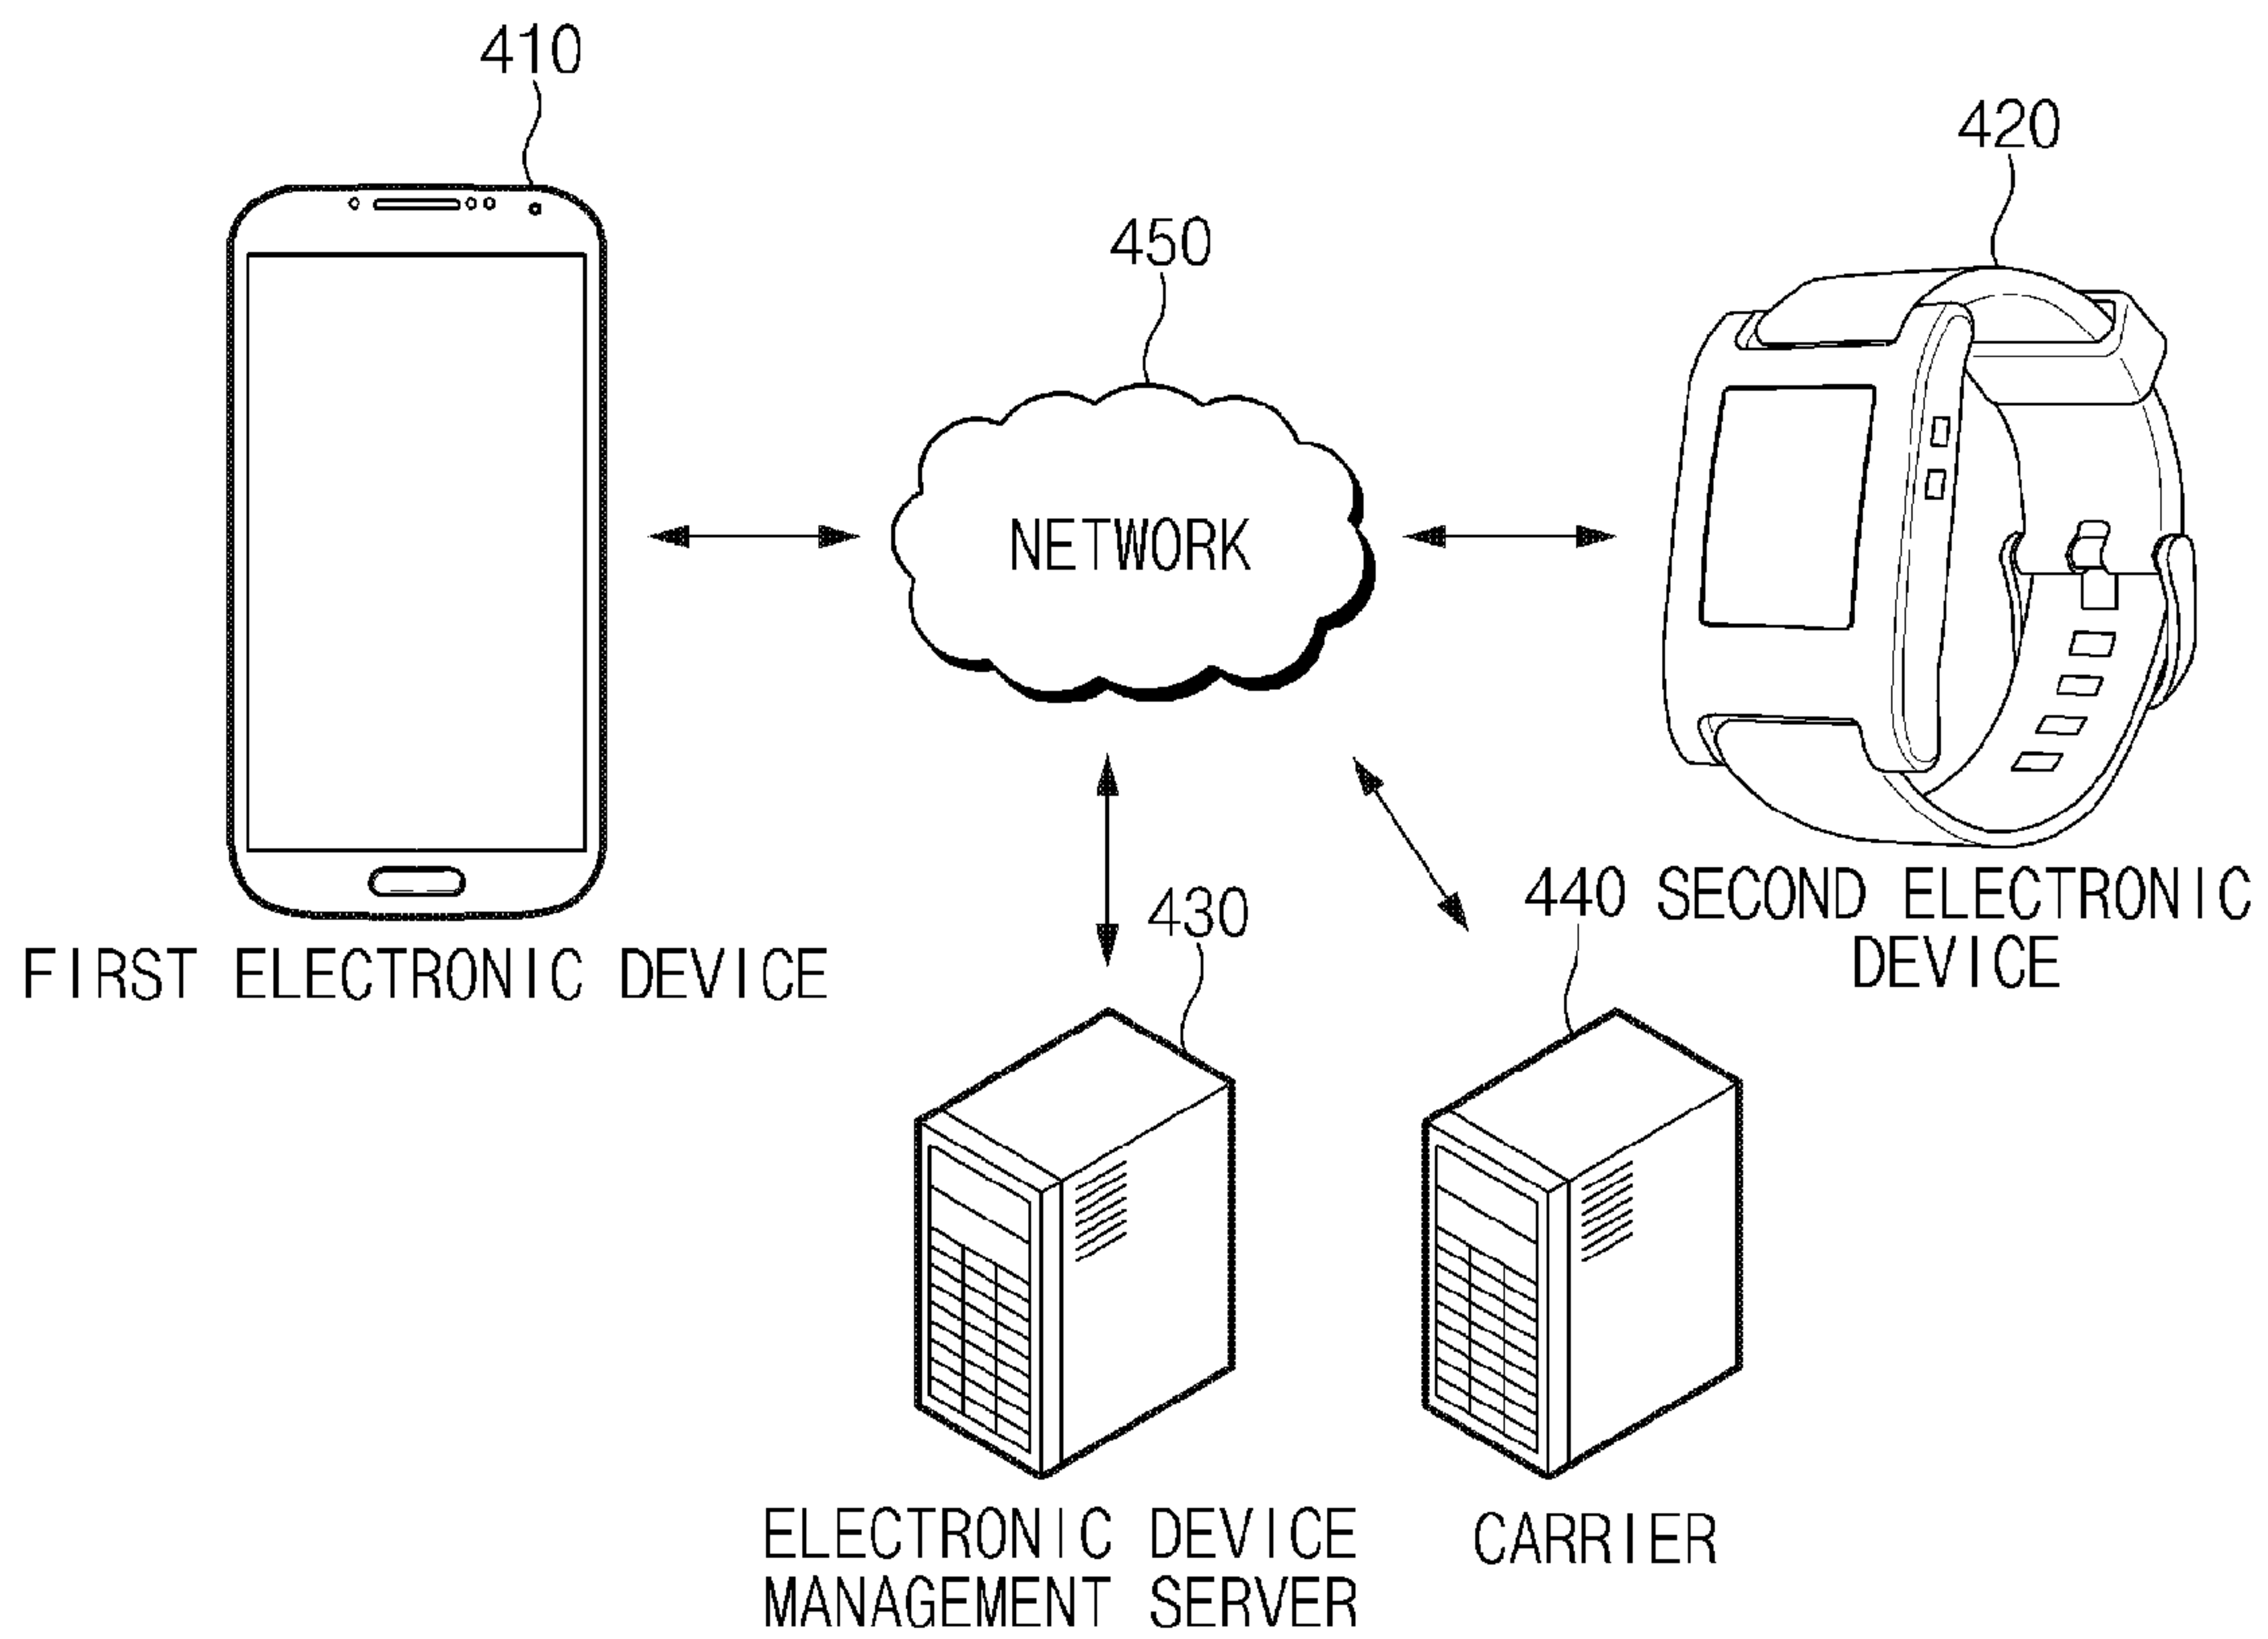 410
420
450
NETWORK
430
440
SECOND ELECTRONIC
DEVICE
FIRST ELECTRONIC DEVICE
ELECTRONIC DEVICE
MANAGEMENT SERVER
CARRIER